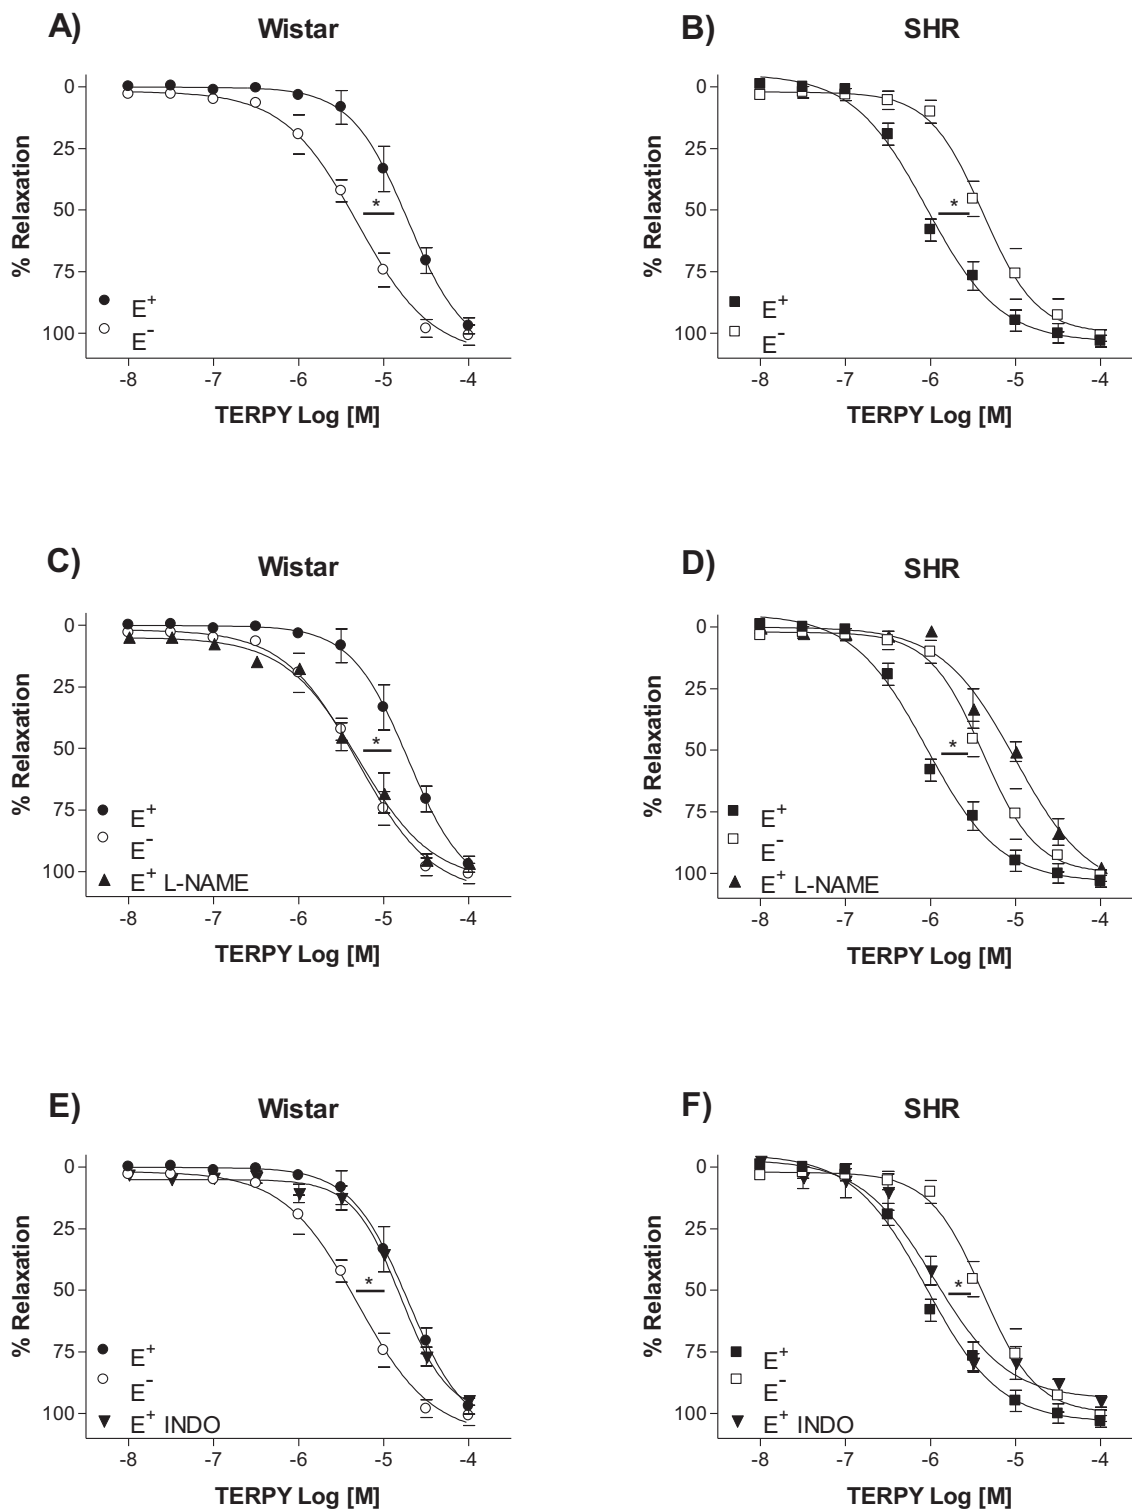 A)
Wistar
0
25
50
75
100
% Relaxation
*
E+
E-
-8 -7 -6 -5 -4
TERPY Log [M]
B)
SHR
0
25
50
75
100
% Relaxation
*
E+
E-
-8 -7 -6 -5 -4
TERPY Log [M]
C)
Wistar
0
25
50
75
100
% Relaxation
*
E+
E-
E+ L-NAME
-8 -7 -6 -5 -4
TERPY Log [M]
D)
SHR
0
25
50
75
100
% Relaxation
*
E+
E-
E+ L-NAME
-8 -7 -6 -5 -4
TERPY Log [M]
E)
Wistar
0
25
50
75
100
% Relaxation
*
E+
E-
E+ INDO
-8 -7 -6 -5 -4
TERPY Log [M]
F)
SHR
0
25
50
75
100
% Relaxation
*
E+
E-
E+ INDO
-8 -7 -6 -5 -4
TERPY Log [M]